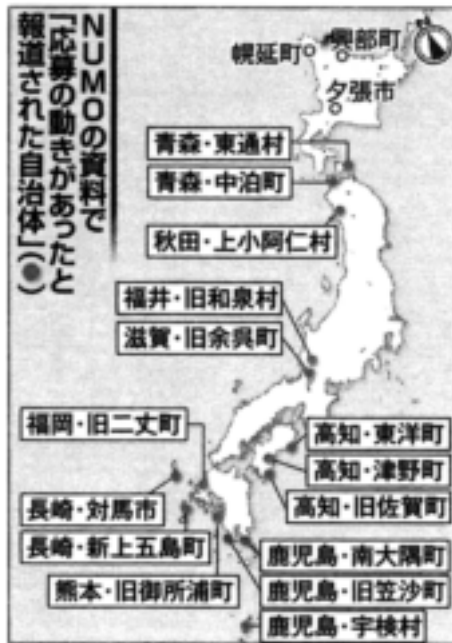 NUMOの資料で
「応募の動きがあったと
報道された自治体」(●)
幌延町
興部町
夕張市
青森・東通村
青森・中泊町
秋田・上小阿仁村
福井・旧和泉村
滋賀・旧余呉町
福岡・旧二丈町
長崎・対馬市
長崎・新上五島町
熊本・旧御所浦町
高知・東洋町
高知・津野町
高知・旧佐賀町
鹿児島・南大隅町
鹿児島・旧笠沙町
鹿児島・宇検村